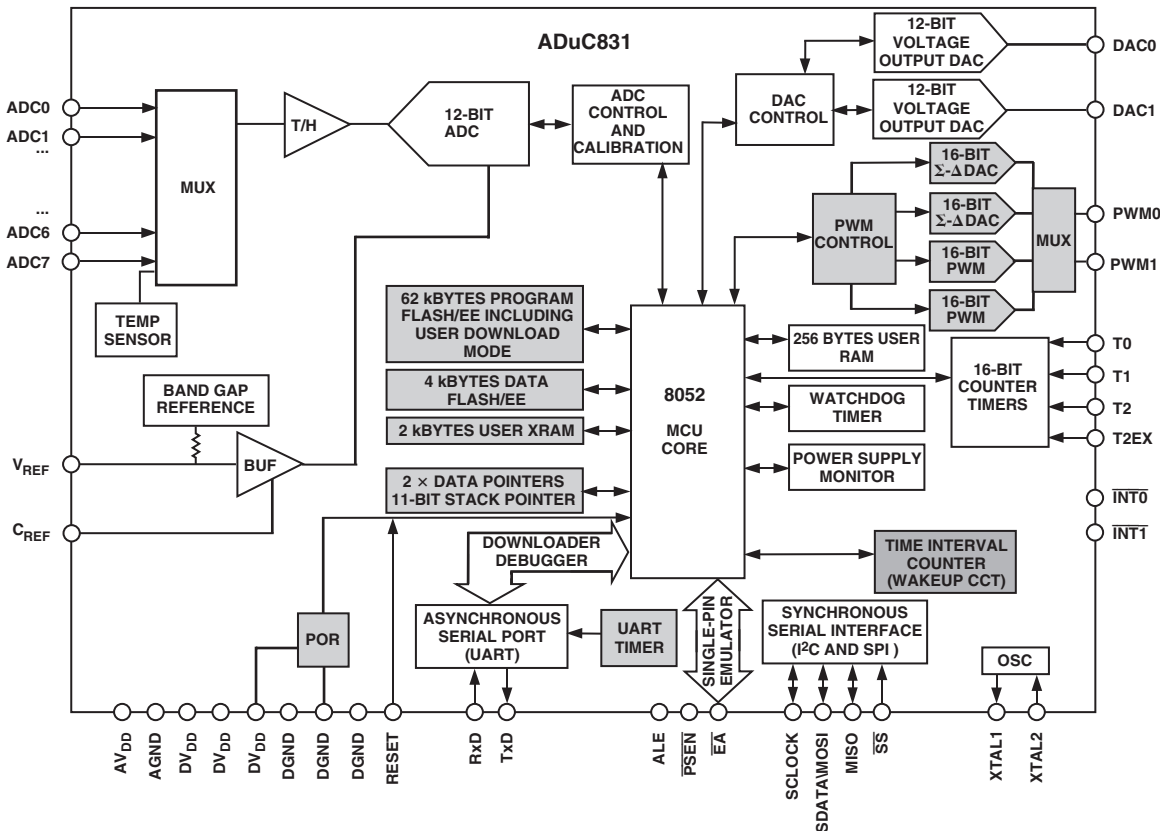 ADuC831
ADC0
ADC1
...
...
ADC6
ADC7
MUX
TEMP
SENSOR
T/H
12-BIT
ADC
ADC
CONTROL
AND
CALIBRATION
DAC
CONTROL
12-BIT
VOLTAGE
OUTPUT DAC
DAC0
12-BIT
VOLTAGE
OUTPUT DAC
DAC1
PWM
CONTROL
16-BIT
Σ-Δ DAC
16-BIT
Σ-Δ DAC
16-BIT
PWM
16-BIT
PWM
MUX
PWM0
PWM1
BAND GAP
REFERENCE
VREF
BUF
CREF
62 kBYTES PROGRAM
FLASH/EE INCLUDING
USER DOWNLOAD
MODE
4 kBYTES DATA
FLASH/EE
2 kBYTES USER XRAM
2 × DATA POINTERS
11-BIT STACK POINTER
8052
MCU
CORE
256 BYTES USER
RAM
WATCHDOG
TIMER
POWER SUPPLY
MONITOR
16-BIT
COUNTER
TIMERS
T0
T1
T2
T2EX
INT0
INT1
TIME INTERVAL
COUNTER
(WAKEUP CCT)
DOWNLOADER
DEBUGGER
POR
ASYNCHRONOUS
SERIAL PORT
(UART)
UART
TIMER
SINGLE-PIN
EMULATOR
SYNCHRONOUS
SERIAL INTERFACE
(I2C AND SPI )
OSC
AVDD
AGND
DVDD
DVDD
DVDD
DGND
DGND
DGND
RESET
RxD
TxD
ALE
PSEN
EA
SCLOCK
SDATA\MOSI
MISO
SS
XTAL1
XTAL2